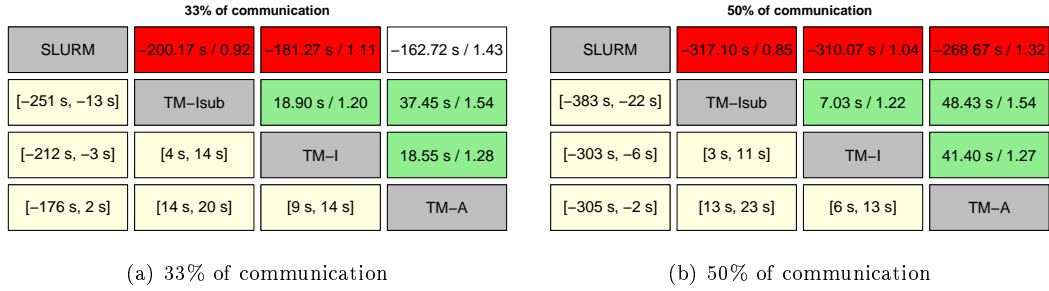 33% of communication
SLURM −200.17 s / 0.92 −181.27 s / 1.11 −162.72 s / 1.43
[−251 s, −13 s] TM−Isub 18.90 s / 1.20 37.45 s / 1.54
[−212 s, −3 s] [4 s, 14 s] TM−I 18.55 s / 1.28
[−176 s, 2 s] [14 s, 20 s] [9 s, 14 s] TM−A
(a) 33% of communication
50% of communication
SLURM −317.10 s / 0.85 −310.07 s / 1.04 −268.67 s / 1.32
[−383 s, −22 s] TM−Isub 7.03 s / 1.22 48.43 s / 1.54
[−303 s, −6 s] [3 s, 11 s] TM−I 41.40 s / 1.27
[−305 s, −2 s] [13 s, 23 s] [6 s, 13 s] TM−A
(b) 50% of communication